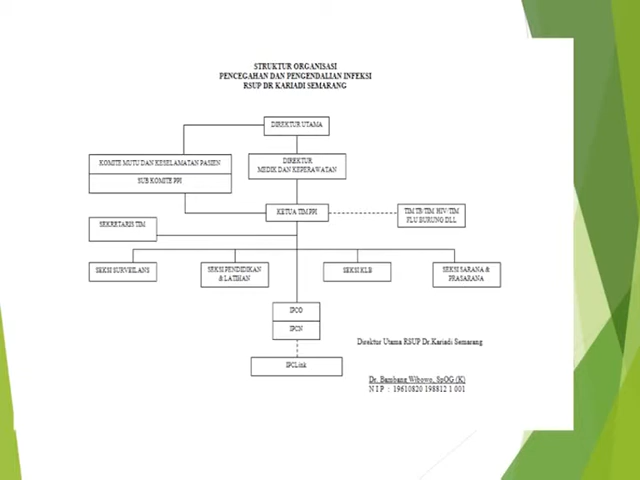 STRUKTUR ORGANISASI
PENCEGAHAN DAN PENGENDALIAN INFEKSI
RSUP DR KARIADI SEMARANG
DIREKTUR UTAMA
KOMITE MUTU DAN KESELAMATAN PASIEN
SUB KOMITE PPI
DIREKTUR
MEDIK DAN KEPERAWATAN
KETUA TIM PPI
TIM TB/TIM HIV/TIM
FLU BURUNG DLL
SEKRETARIS TIM
SEKSI SURVEILANS
SEKSI PENDIDIKAN
& LATIHAN
SEKSI KLB
SEKSI SARANA &
PRASARANA
IPCO
IPCN
IPCLink
Direktur Utama RSUP Dr.Kariadi Semarang
Dr. Bambang Wibowo, SpOG (K)
N I P : 19610820 198812 1 001